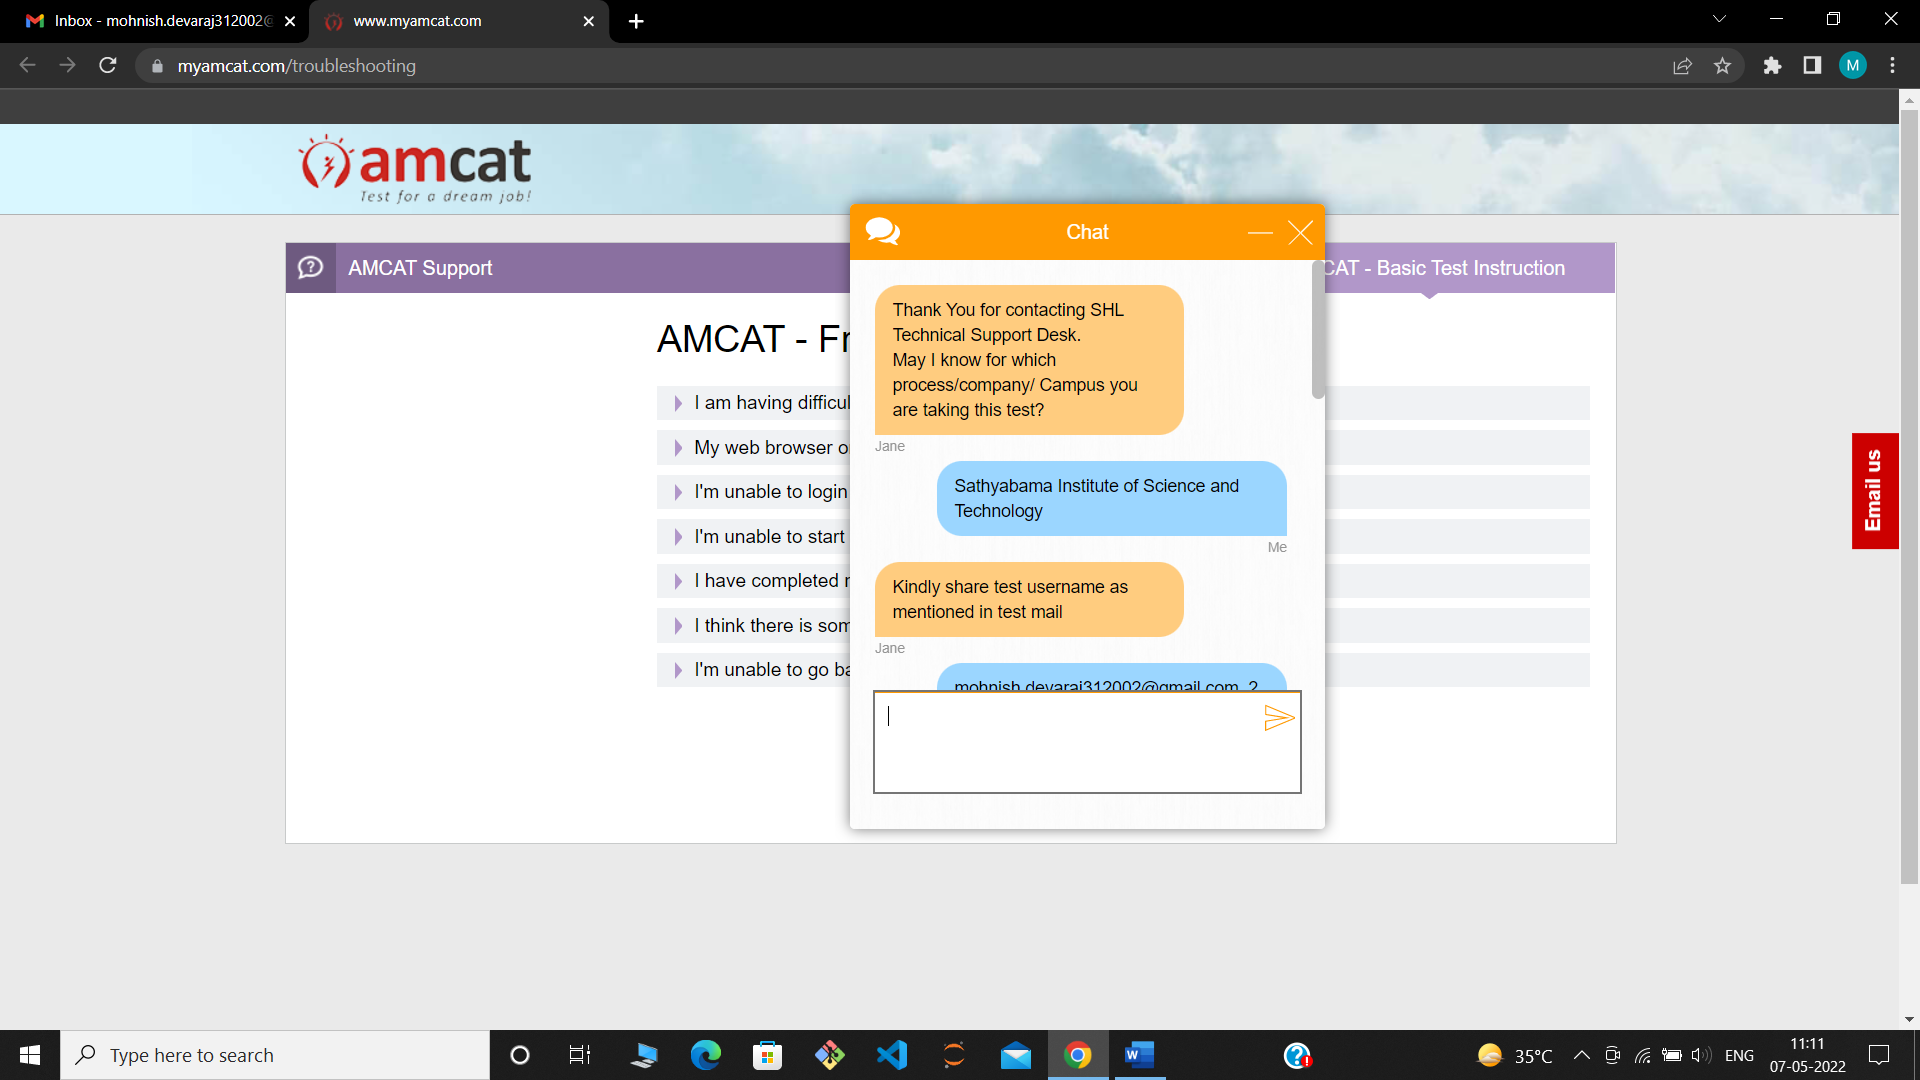 Inbox - mohnish.devaraj312002@
www.myamcat.com
myamcat.com/troubleshooting
M
amcat
Test for a dream job!
AMCAT Support
CAT - Basic Test Instruction
AMCAT - Fr
I am having difficul
My web browser o
I'm unable to login
I'm unable to start
I have completed r
I think there is som
I'm unable to go ba
Chat
Thank You for contacting SHL
Technical Support Desk.
May I know for which
process/company/ Campus you
are taking this test?
Jane
Sathyabama Institute of Science and
Technology
Me
Kindly share test username as
mentioned in test mail
Jane
mohnish.devaraj312002@gmail.com_2
Email us
Type here to search
35°C
ENG
11:11
07-05-2022